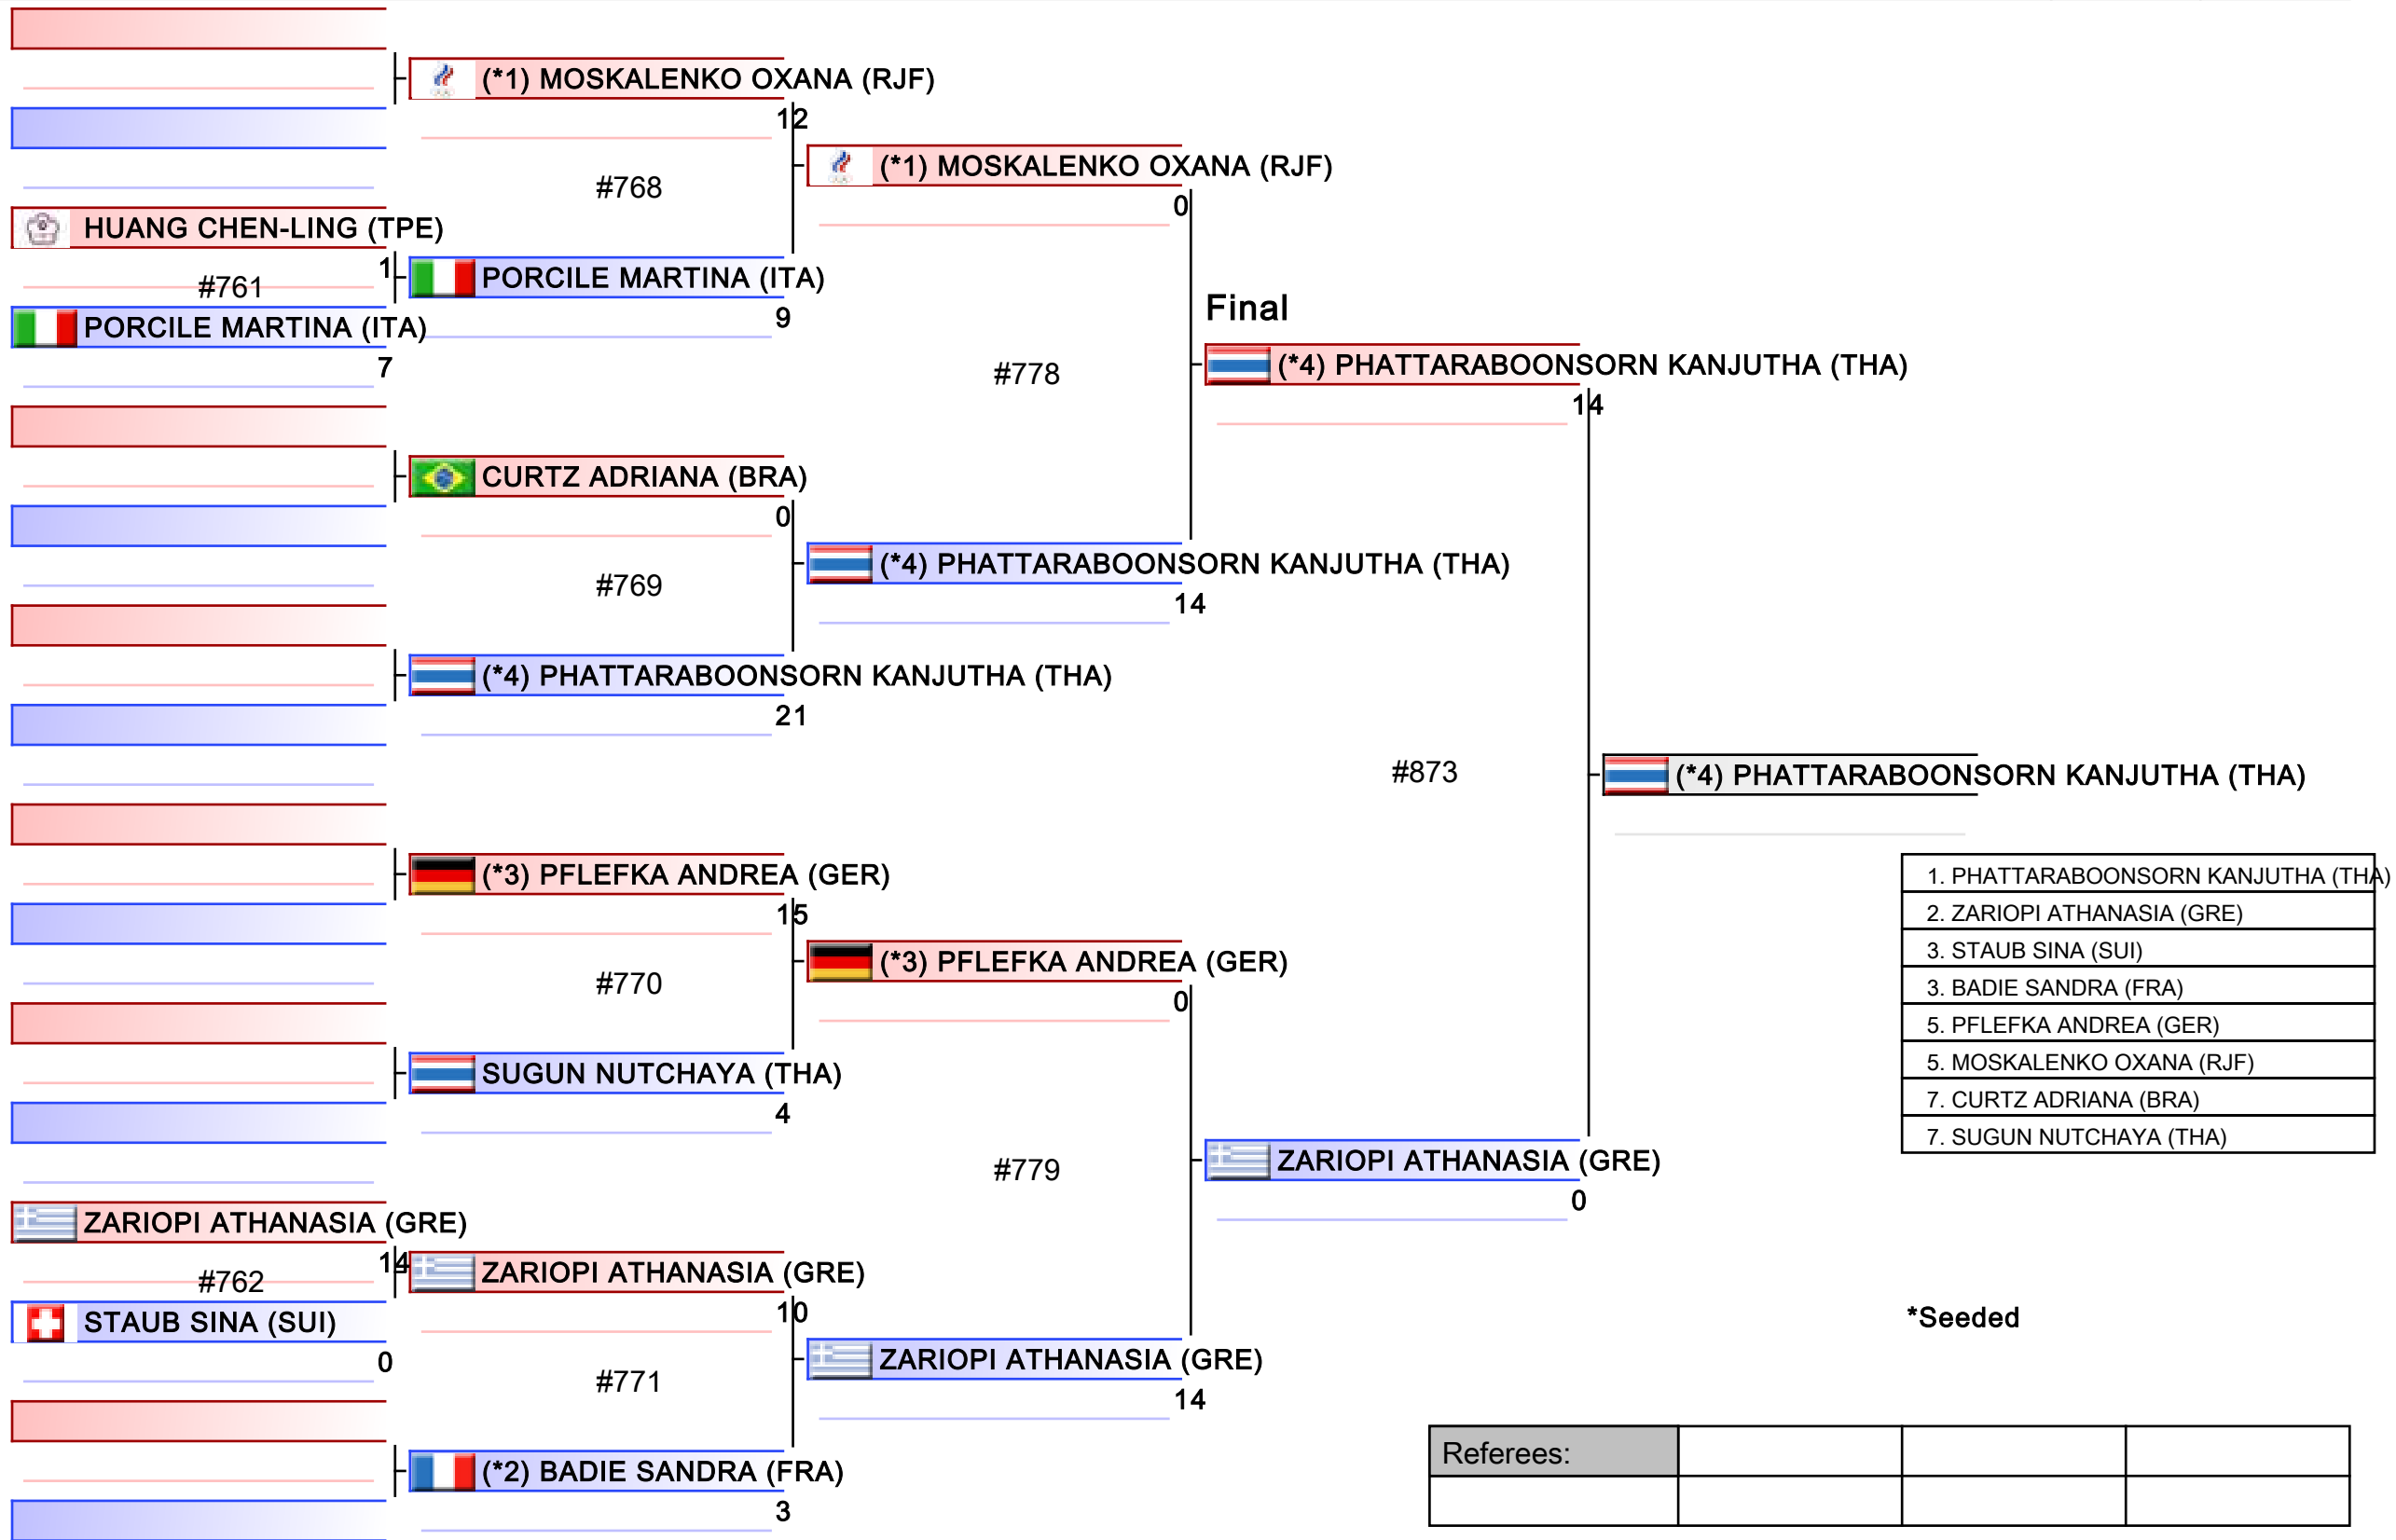 (*1) MOSKALENKO OXANA (RJF)
12
#768
(*1) MOSKALENKO OXANA (RJF)
0
HUANG CHEN-LING (TPE)
1
#761
PORCILE MARTINA (ITA)
9
PORCILE MARTINA (ITA)
7
Final
#778
(*4) PHATTARABOONSORN KANJUTHA (THA)
14
CURTZ ADRIANA (BRA)
0
#769
(*4) PHATTARABOONSORN KANJUTHA (THA)
14
(*4) PHATTARABOONSORN KANJUTHA (THA)
21
#873
(*4) PHATTARABOONSORN KANJUTHA (THA)
(*3) PFLEFKA ANDREA (GER)
15
#770
(*3) PFLEFKA ANDREA (GER)
0
SUGUN NUTCHAYA (THA)
4
#779
ZARIOPI ATHANASIA (GRE)
0
1. PHATTARABOONSORN KANJUTHA (THA)
2. ZARIOPI ATHANASIA (GRE)
3. STAUB SINA (SUI)
3. BADIE SANDRA (FRA)
5. PFLEFKA ANDREA (GER)
5. MOSKALENKO OXANA (RJF)
7. CURTZ ADRIANA (BRA)
7. SUGUN NUTCHAYA (THA)
ZARIOPI ATHANASIA (GRE)
14
#762
ZARIOPI ATHANASIA (GRE)
10
STAUB SINA (SUI)
0
#771
ZARIOPI ATHANASIA (GRE)
14
(*2) BADIE SANDRA (FRA)
3
*Seeded
Referees: